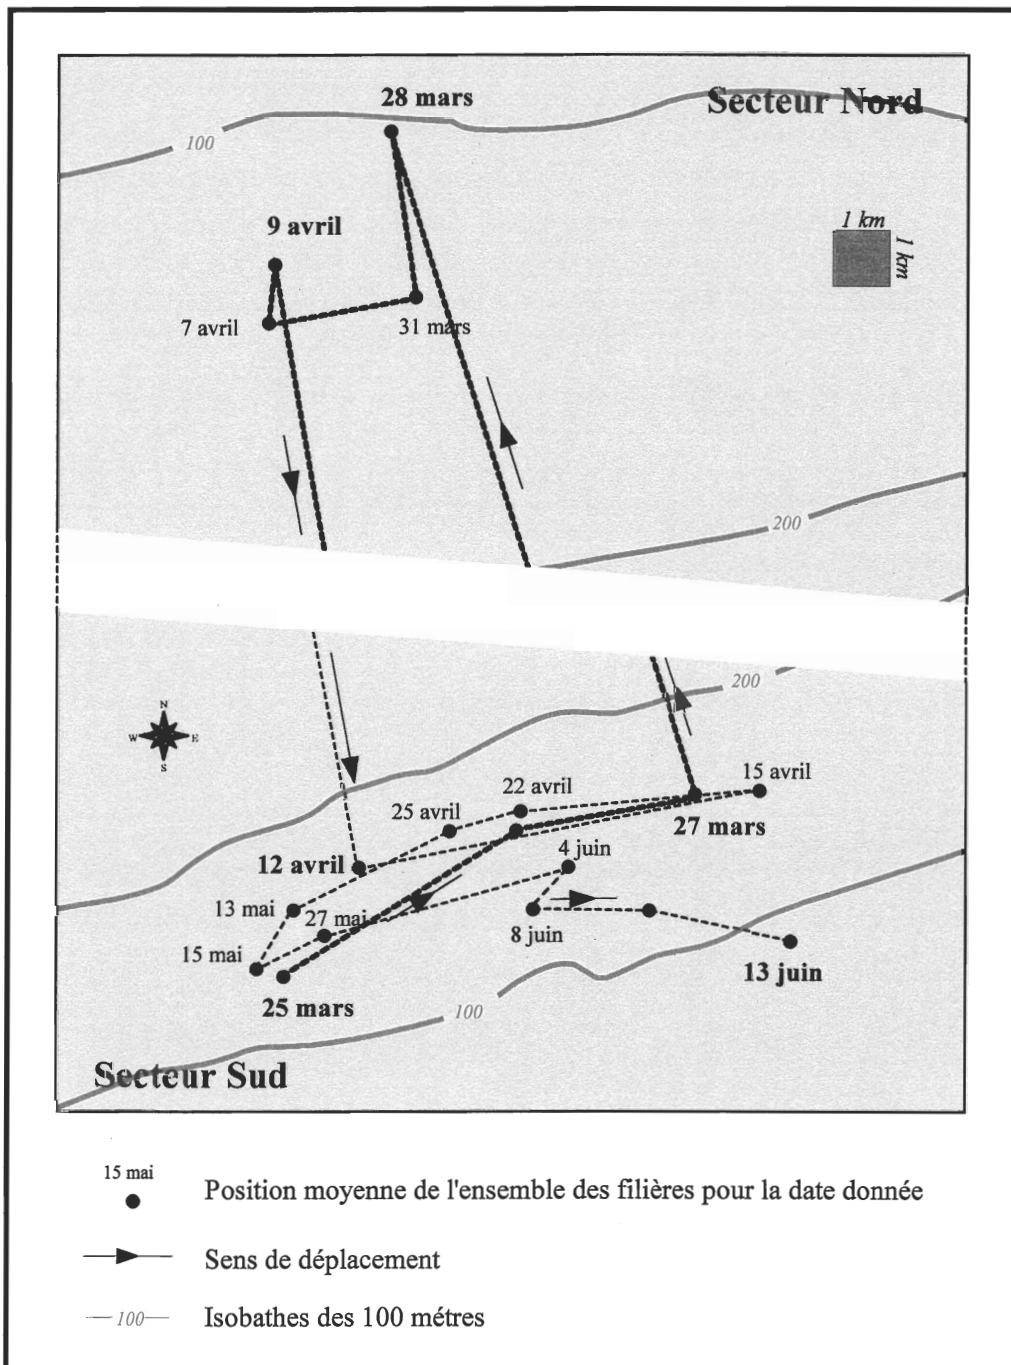 28 mars
Secteur Nord
100
9 avril
1 km
1 km
7 avril
31 mars
200
200
N
W E
S
15 avril
22 avril
25 avril
27 mars
12 avril
4 juin
13 mai
27 mai
8 juin
15 mai
13 juin
25 mars
100
Secteur Sud
15 mai
Position moyenne de l'ensemble des filières pour la date donnée
Sens de déplacement
100
Isobathes des 100 métres